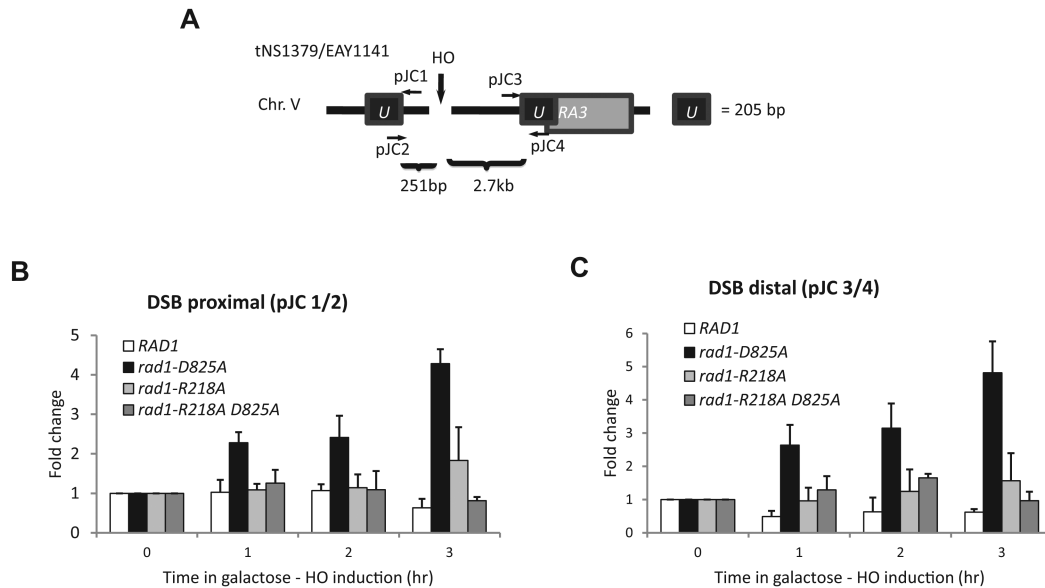 A
tNS1379/EAY1141
HO
pJC1
pJC3
Chr. V
U
U
RA3
U
= 205 bp
pJC2
pJC4
251bp
2.7kb
B
DSB proximal (pJC 1/2)
RAD1
rad1-D825A
rad1-R218A
rad1-R218A D825A
Fold change
5
4
3
2
1
0
0
1
2
3
Time in galactose - HO induction (hr)
C
DSB distal (pJC 3/4)
RAD1
rad1-D825A
rad1-R218A
rad1-R218A D825A
Fold change
6
5
4
3
2
1
0
0
1
2
3
Time in galactose - HO induction (hr)